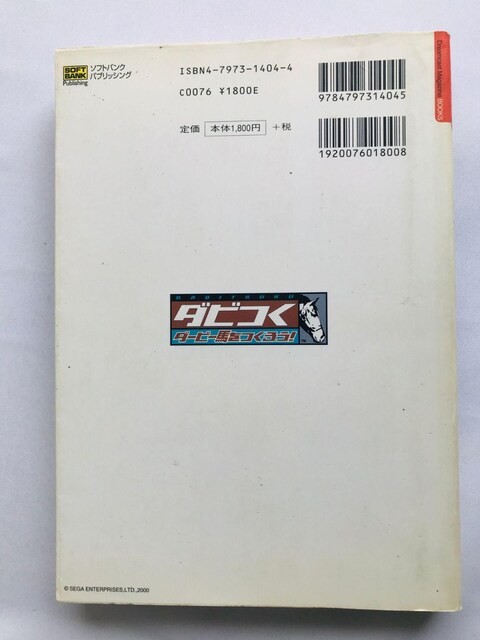 SOFT BANK Publishing
ソフトバンク
パブリッシング
ISBN4-7973-1404-4
C0076 ¥1800E
定価 本体1,800円 +税
9784797314045
1920076018008
Dreamcast Magazine BOOKS
DABITSUKU
ダビつく
ダービー馬をつくろう!
TM
© SEGA ENTERPRISES,LTD.,2000